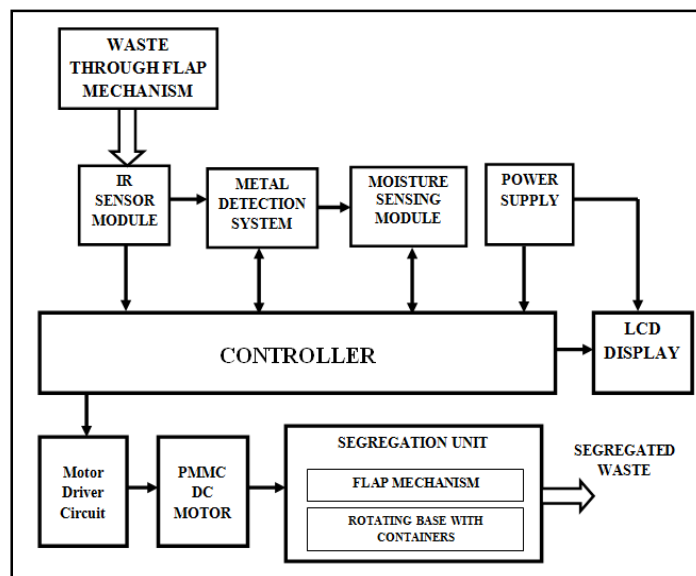 WASTE
THROUGH FLAP
MECHANISM
IR
SENSOR
MODULE
METAL
DETECTION
SYSTEM
MOISTURE
SENSING
MODULE
POWER
SUPPLY
CONTROLLER
LCD
DISPLAY
Motor
Driver
Circuit
PMMC
DC
MOTOR
SEGREGATION UNIT
FLAP MECHANISM
ROTATING BASE WITH
CONTAINERS
SEGREGATED
WASTE